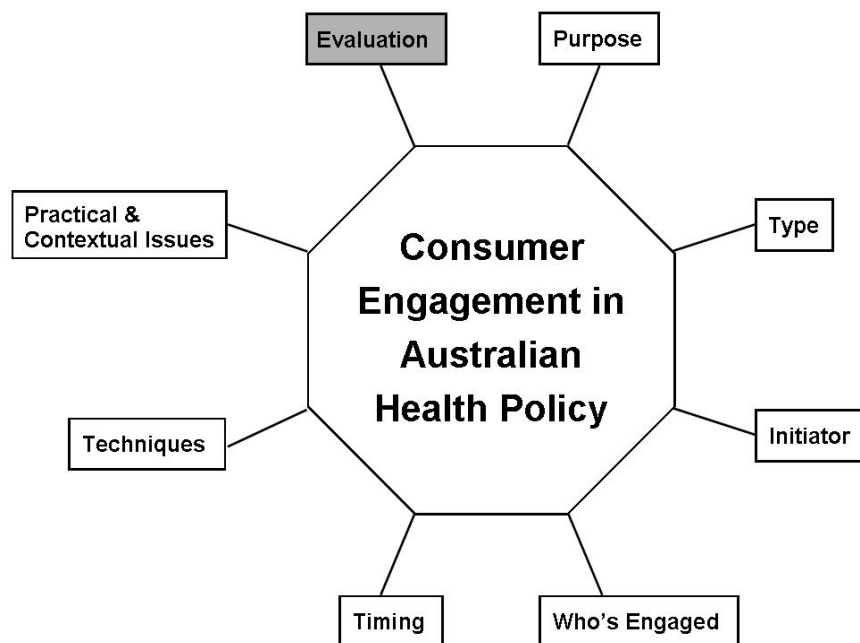 Evaluation
Purpose
Practical &
Contextual Issues
Type
Consumer
Engagement in
Australian
Health Policy
Techniques
Initiator
Timing
Who's Engaged